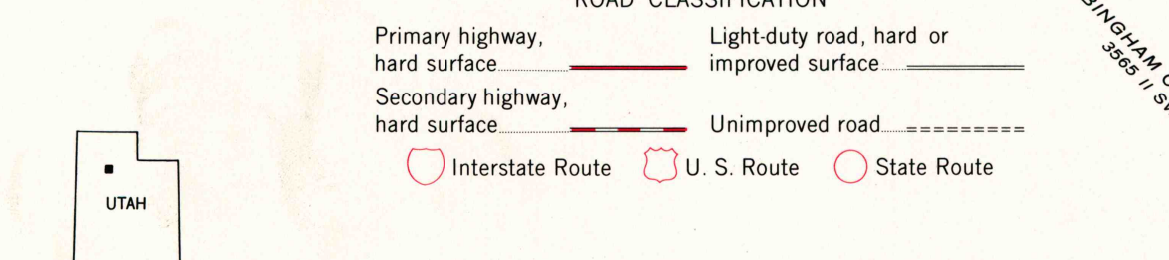 ROAD CLASSIFICATION
Primary highway,
hard surface
Light-duty road, hard or
improved surface
Secondary highway,
hard surface
Unimproved road
Interstate Route
U. S. Route
State Route
UTAH
BINGHAM
3565 II